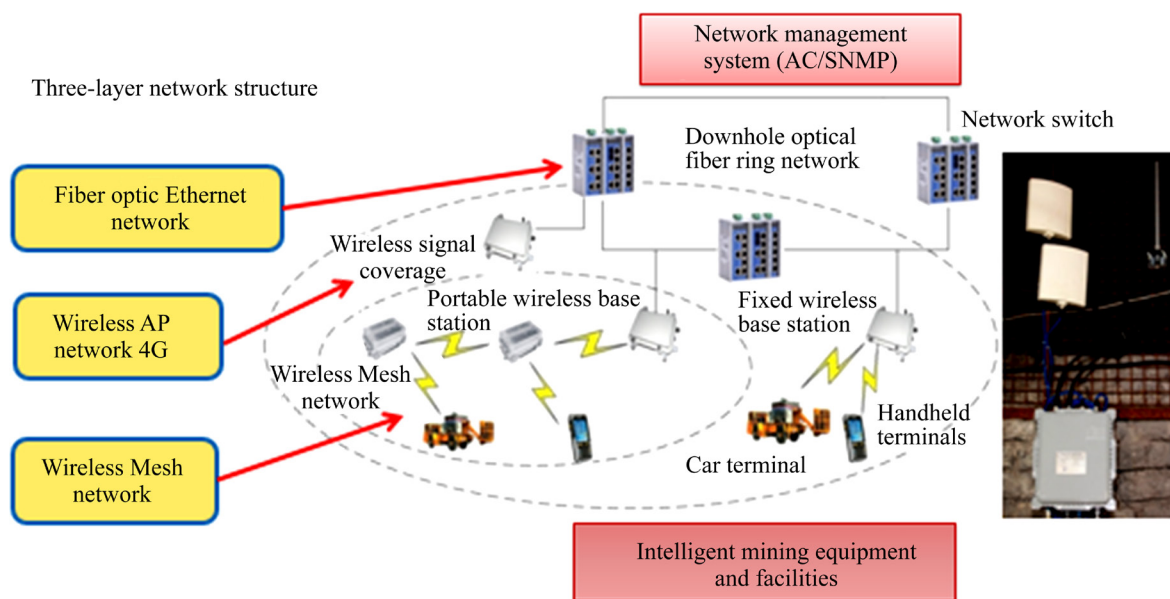 Network management
system (AC/SNMP)
Three-layer network structure
Network switch
Downhole optical
fiber ring network
Fiber optic Ethernet
network
Wireless signal
coverage
Portable wireless base
station
Fixed wireless
base station
Wireless AP
network 4G
Wireless Mesh
network
Handheld
terminals
Car terminal
Wireless Mesh
network
Intelligent mining equipment
and facilities